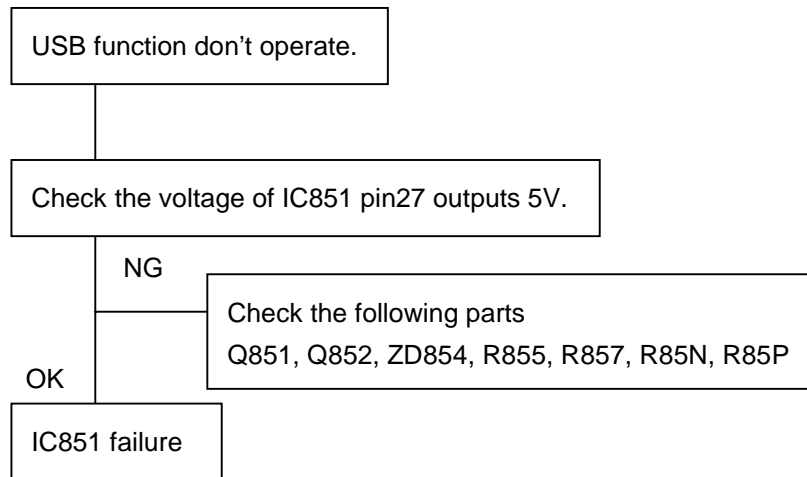 USB function don’t operate.
Check the voltage of IC851 pin27 outputs 5V.
NG
Check the following parts
Q851, Q852, ZD854, R855, R857, R85N, R85P
OK
IC851 failure